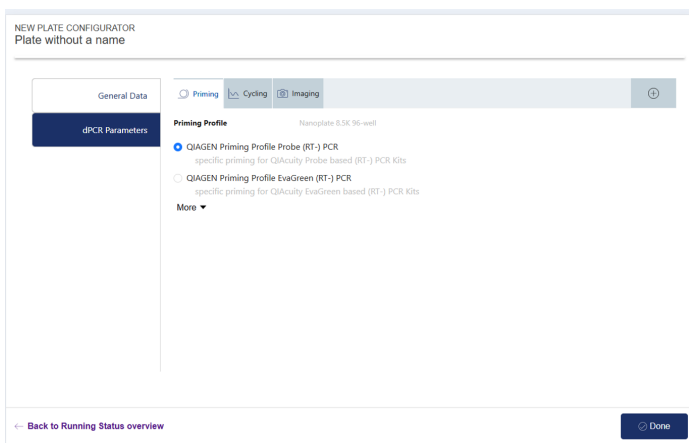 NEW PLATE CONFIGURATOR
Plate without a name
General Data
dPCR Parameters
Priming Cycling Imaging
Priming Profile Nanoplate 8.5K 96-well
QIAGEN Priming Profile Probe (RT-) PCR
specific priming for QIAcuity Probe based (RT-) PCR Kits
QIAGEN Priming Profile EvaGreen (RT-) PCR
specific priming for QIAcuity EvaGreen based (RT-) PCR Kits
More
← Back to Running Status overview
Done